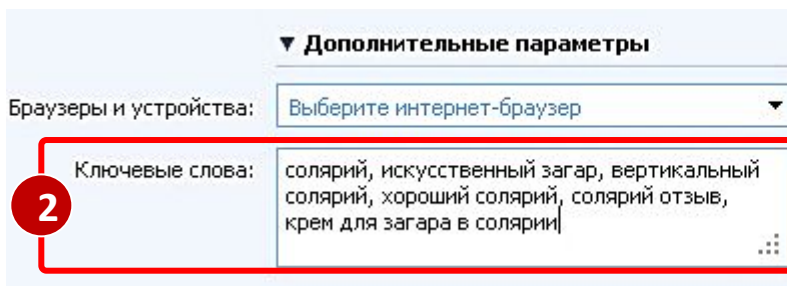 ▼ Дополнительные параметры
Браузеры и устройства: Выберите интернет-браузер
Ключевые слова: солярий, искусственный загар, вертикальный
солярий, хороший солярий, солярий отзыв,
крем для загара в солярии
2